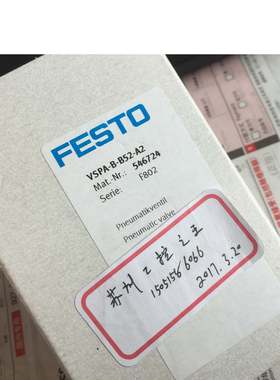 FESTO
VSPA-B-B52-A2
Mat.Nr.: 546724
Serie: F802
Pneumatikventil
Pneumatic valve
苏州工控之王
15051566066
2017.3.20